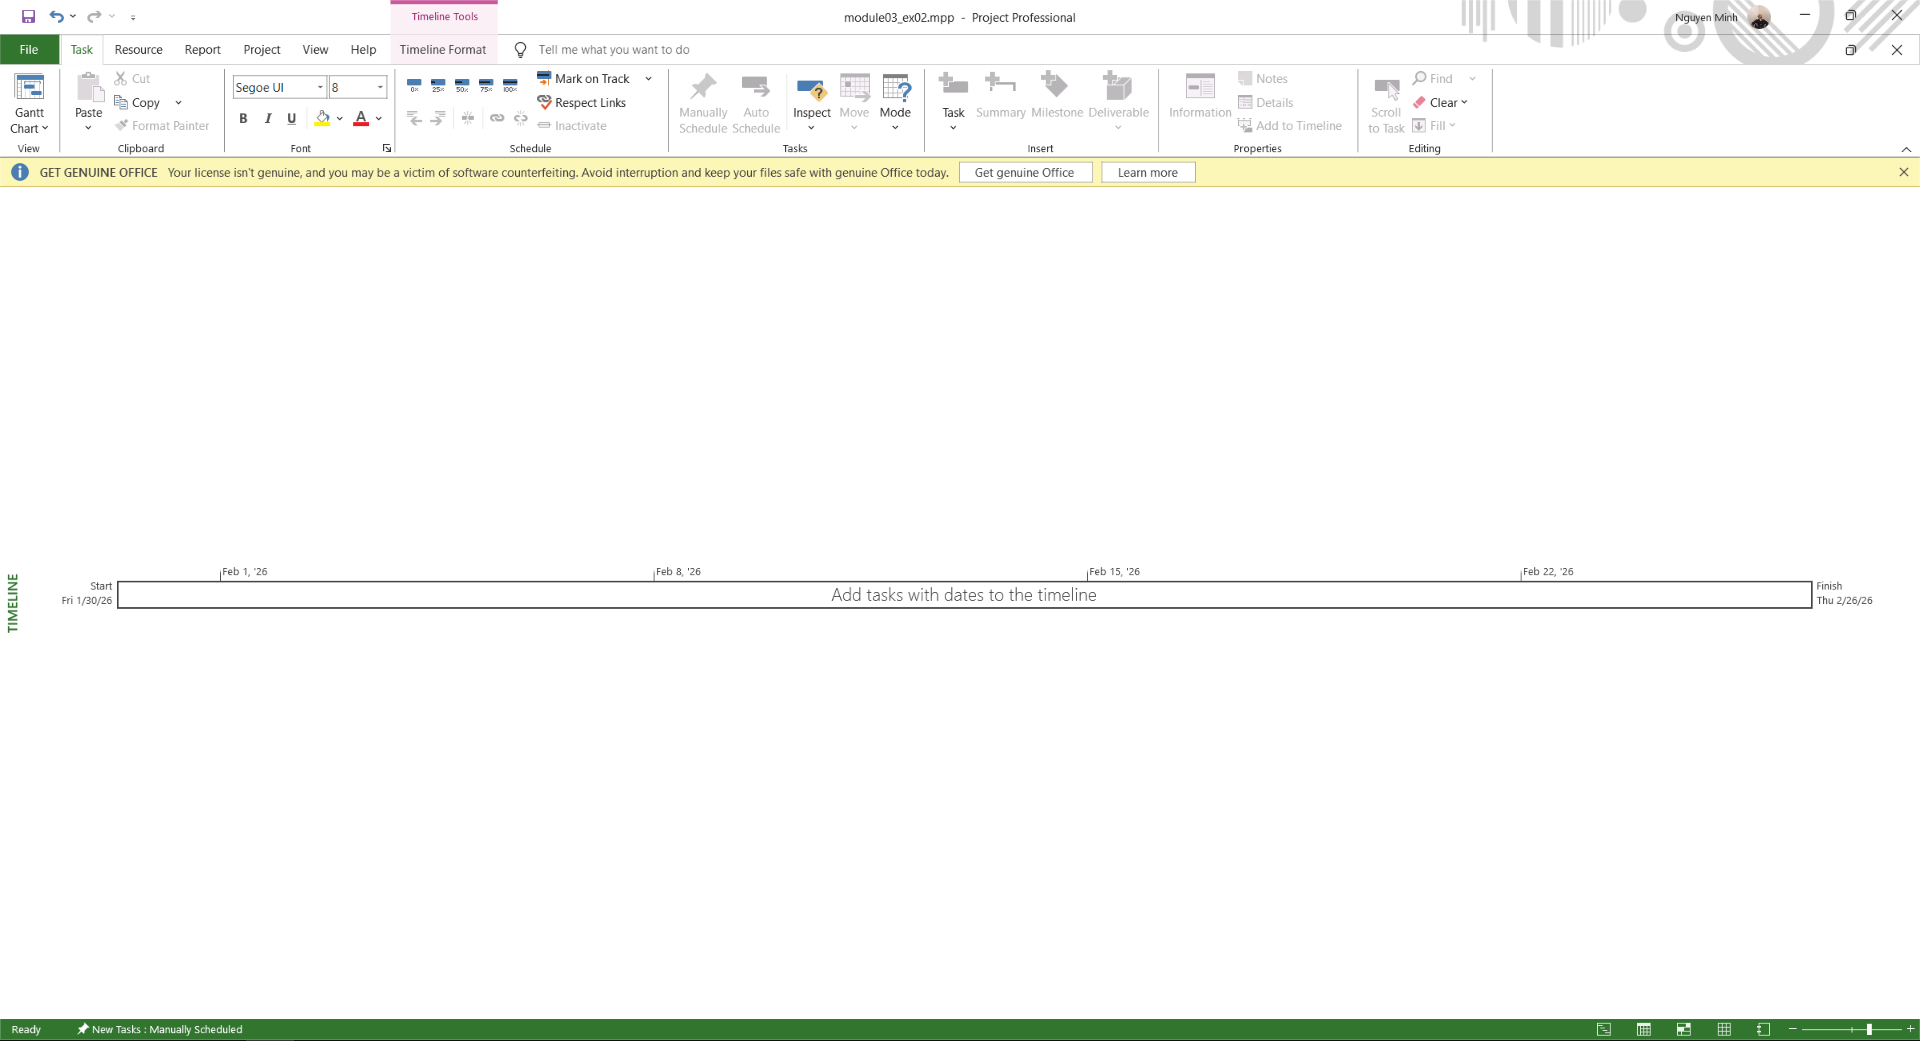 Timeline Tools
module03_ex02.mpp - Project Professional
Nguyen Minh
File Task Resource Report Project View Help Timeline Format Tell me what you want to do
Gantt Chart
View
Paste
Cut
Copy
Format Painter
Clipboard
Segoe UI 8
B I U A
Font
0% 25% 50% 75% 100%
Mark on Track
Respect Links
Inactivate
Schedule
Manually Schedule
Auto Schedule
Inspect
Move
Mode
Tasks
Task
Summary
Milestone
Deliverable
Insert
Information
Notes
Details
Add to Timeline
Properties
Scroll to Task
Find
Clear
Fill
Editing
GET GENUINE OFFICE Your license isn't genuine, and you may be a victim of software counterfeiting. Avoid interruption and keep your files safe with genuine Office today. Get genuine Office Learn more
TIMELINE
Feb 1, '26 Feb 8, '26 Feb 15, '26 Feb 22, '26
Start
Fri 1/30/26
Add tasks with dates to the timeline
Finish
Thu 2/26/26
Ready New Tasks : Manually Scheduled